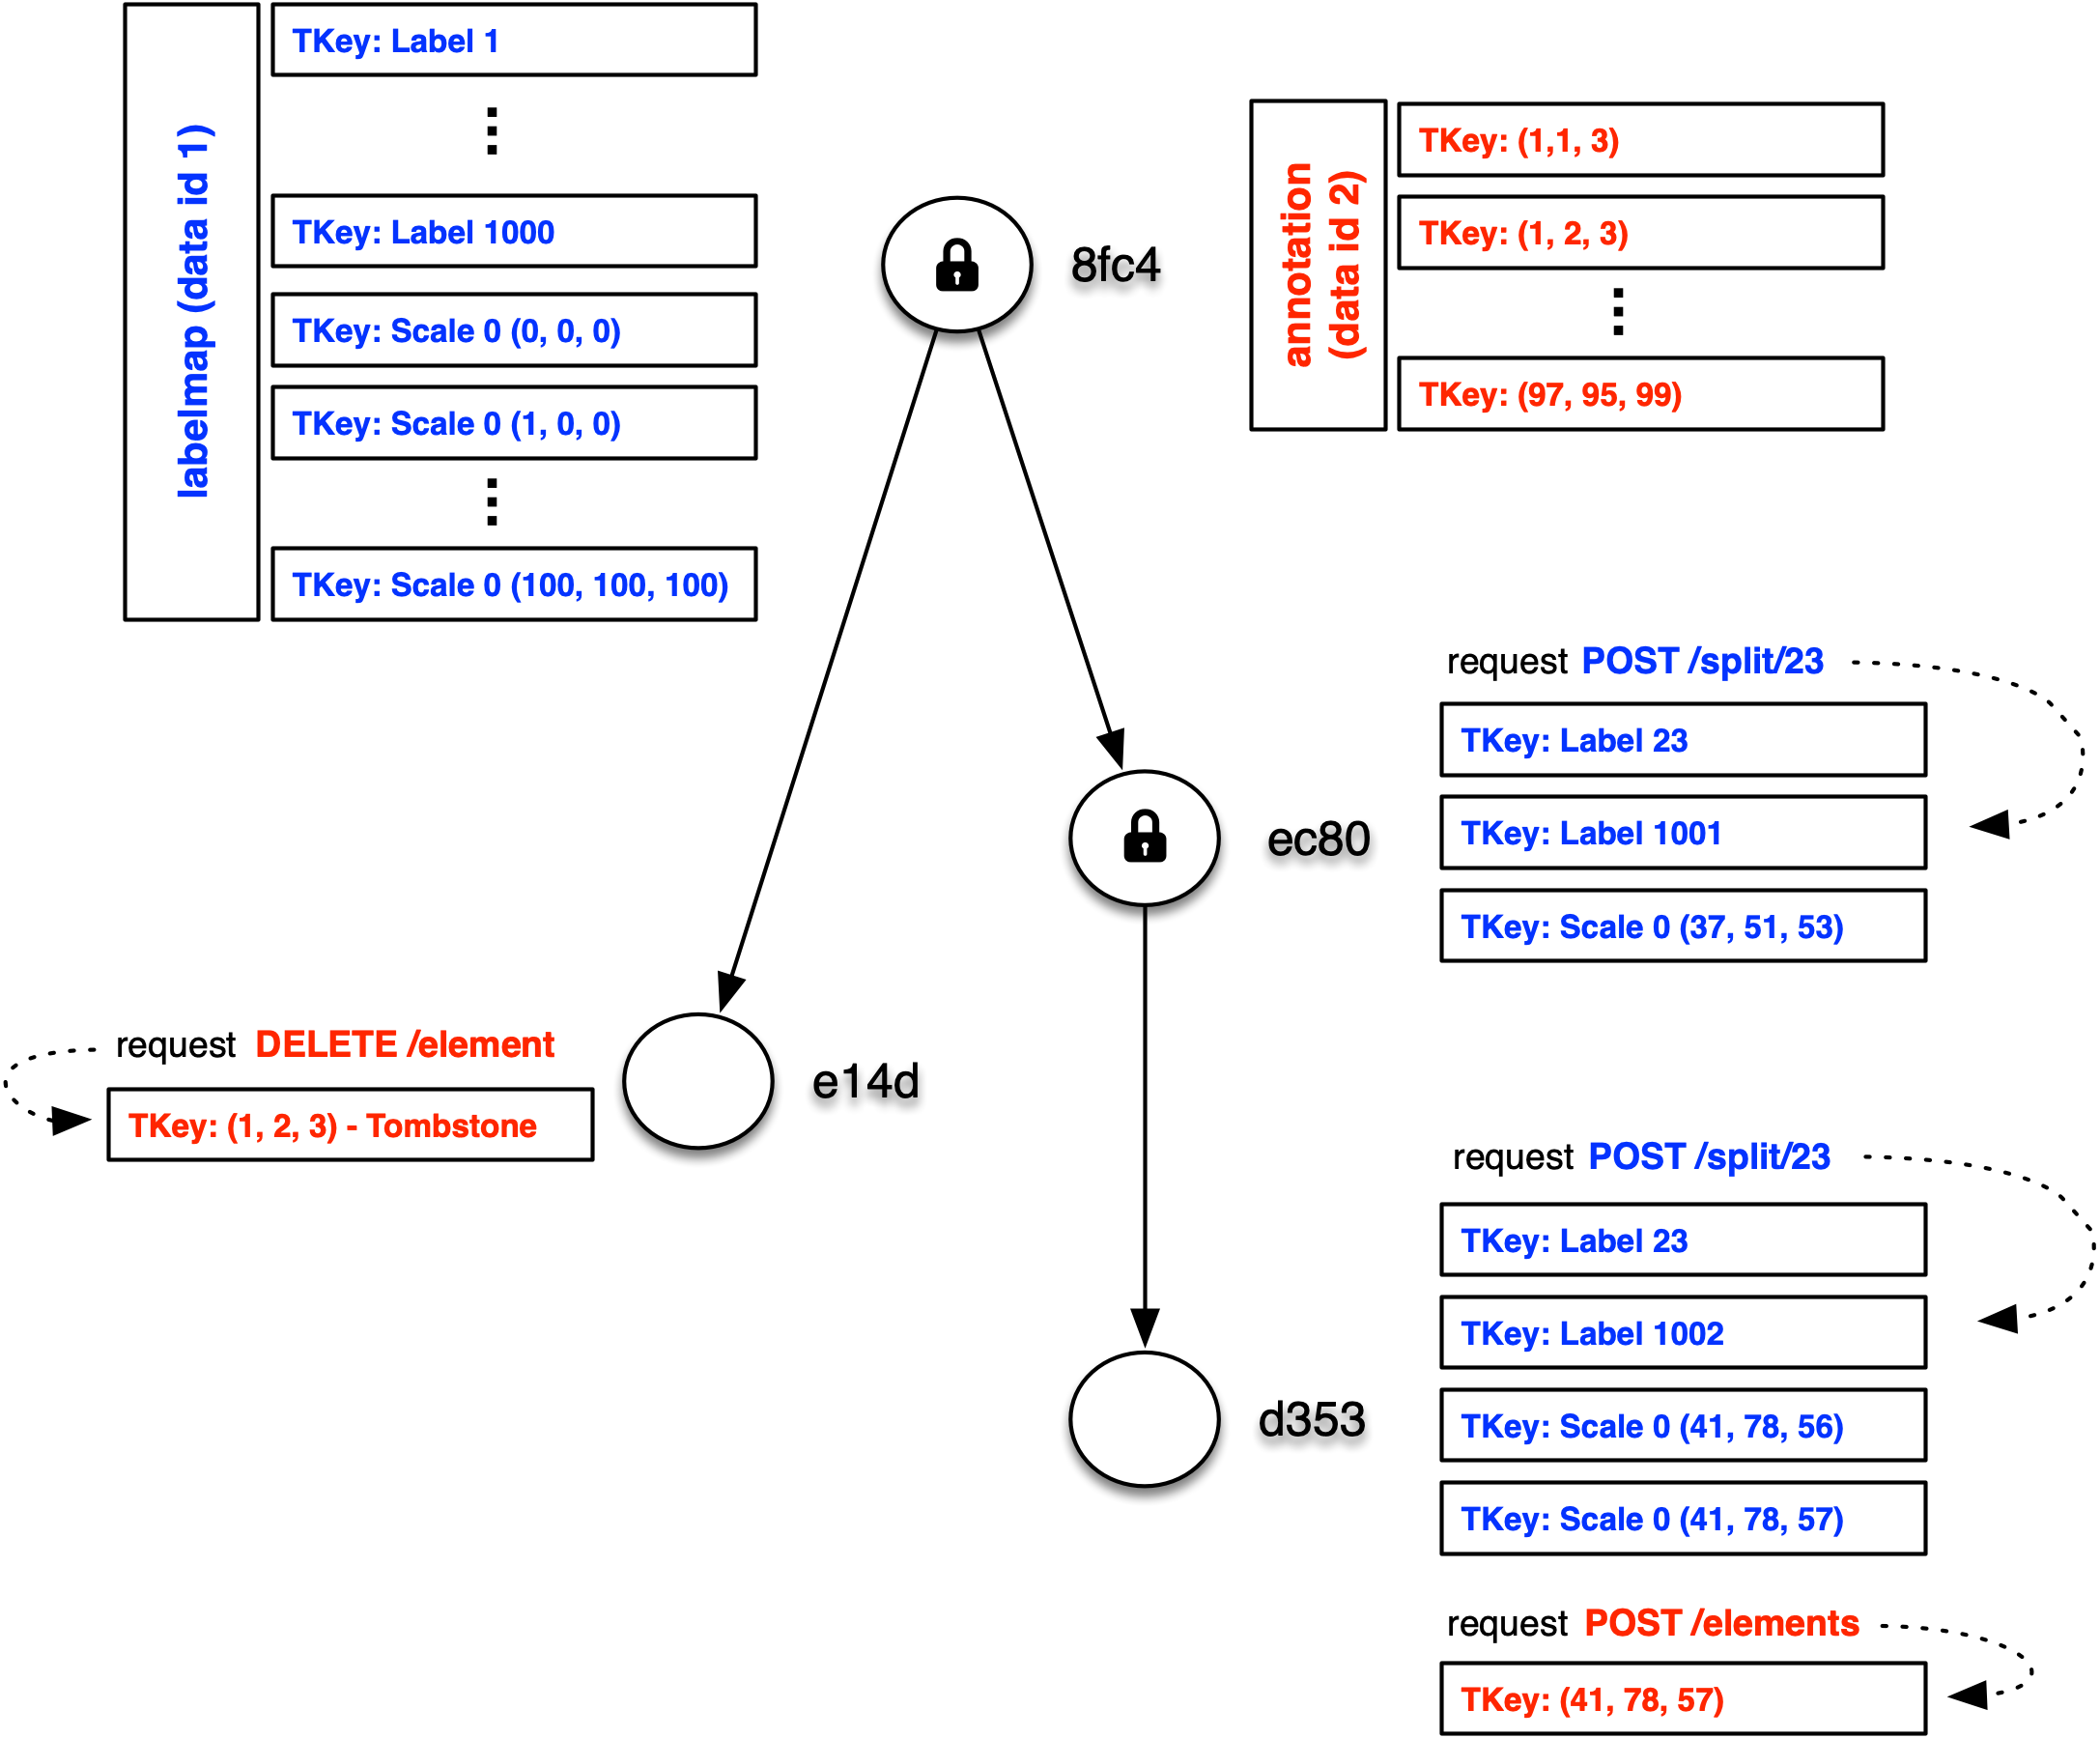 labelmap (data id 1)
TKey: Label 1
TKey: Label 1000
TKey: Scale 0 (0, 0, 0)
TKey: Scale 0 (1, 0, 0)
TKey: Scale 0 (100, 100, 100)
8fc4
annotation
(data id 2)
TKey: (1,1, 3)
TKey: (1, 2, 3)
TKey: (97, 95, 99)
request POST /split/23
TKey: Label 23
TKey: Label 1001
TKey: Scale 0 (37, 51, 53)
ec80
request DELETE /element
TKey: (1, 2, 3) - Tombstone
e14d
request POST /split/23
TKey: Label 23
TKey: Label 1002
TKey: Scale 0 (41, 78, 56)
TKey: Scale 0 (41, 78, 57)
d353
request POST /elements
TKey: (41, 78, 57)